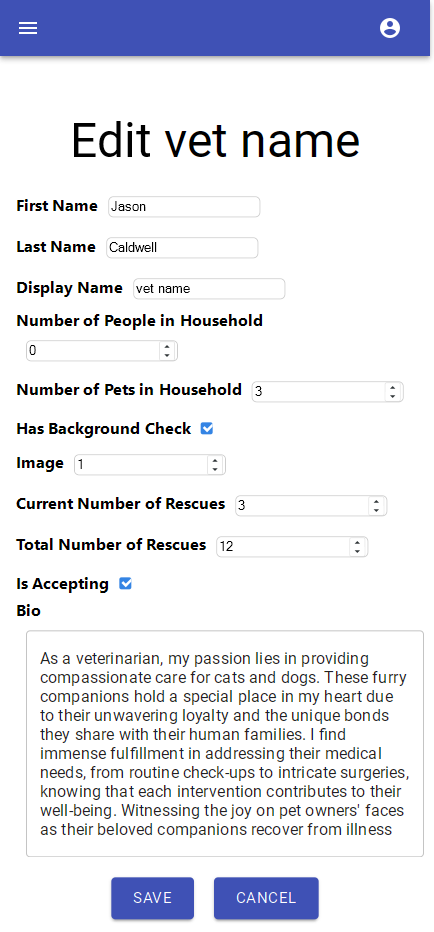 Edit vet name
First Name Jason
Last Name Caldwell
Display Name vet name
Number of People in Household
0
Number of Pets in Household 3
Has Background Check
Image 1
Current Number of Rescues 3
Total Number of Rescues 12
Is Accepting
Bio
As a veterinarian, my passion lies in providing
compassionate care for cats and dogs. These furry
companions hold a special place in my heart due
to their unwavering loyalty and the unique bonds
they share with their human families. I find
immense fulfillment in addressing their medical
needs, from routine check-ups to intricate surgeries,
knowing that each intervention contributes to their
well-being. Witnessing the joy on pet owners' faces
as their beloved companions recover from illness
SAVE CANCEL